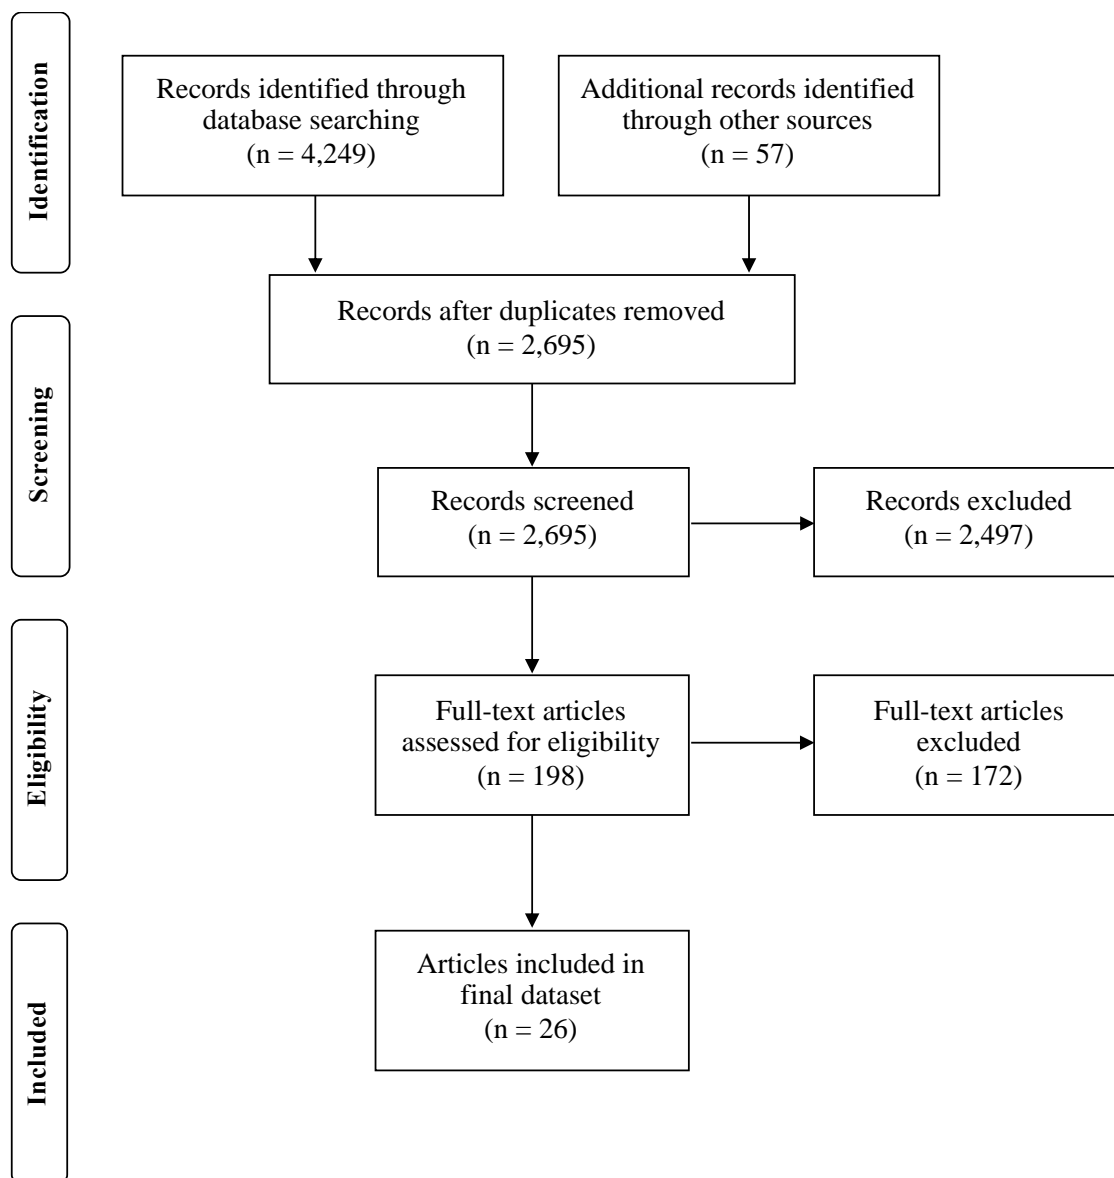 Identification
Records identified through
database searching
(n = 4,249)
Additional records identified
through other sources
(n = 57)
Records after duplicates removed
(n = 2,695)
Screening
Records screened
(n = 2,695)
Records excluded
(n = 2,497)
Eligibility
Full-text articles
assessed for eligibility
(n = 198)
Full-text articles
excluded
(n = 172)
Included
Articles included in
final dataset
(n = 26)